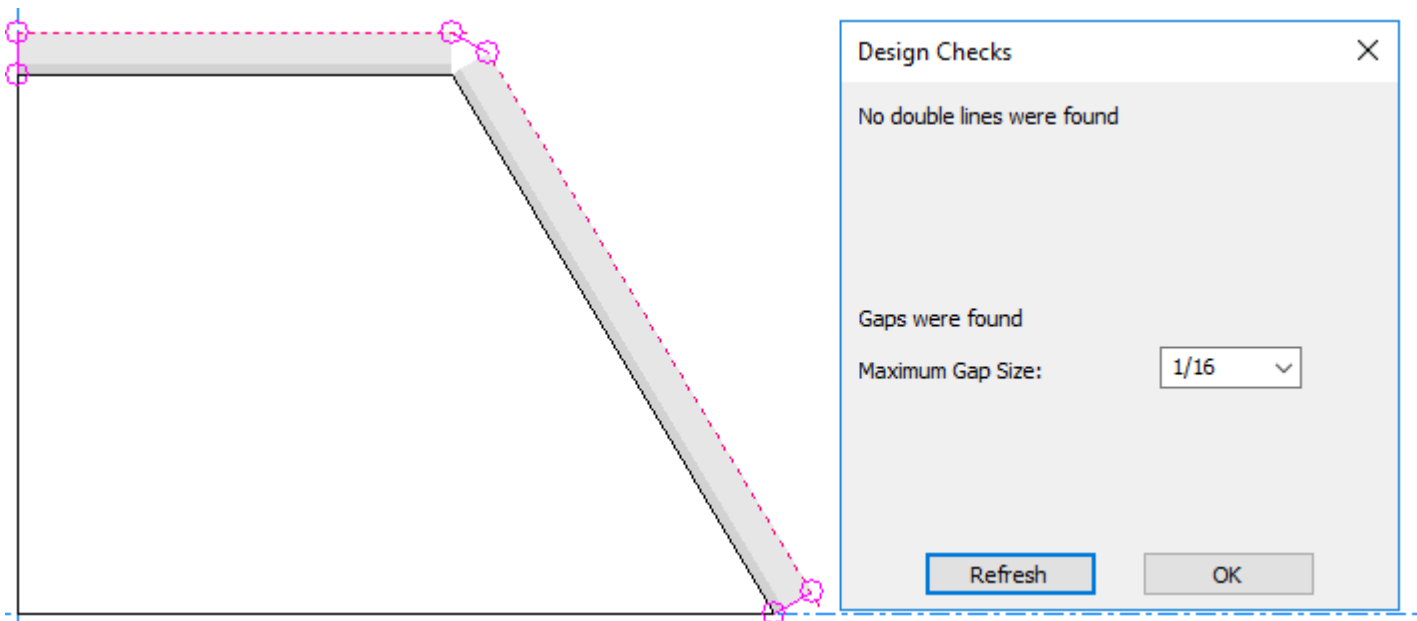 Design Checks
No double lines were found
Gaps were found
Maximum Gap Size: 1/16
Refresh OK